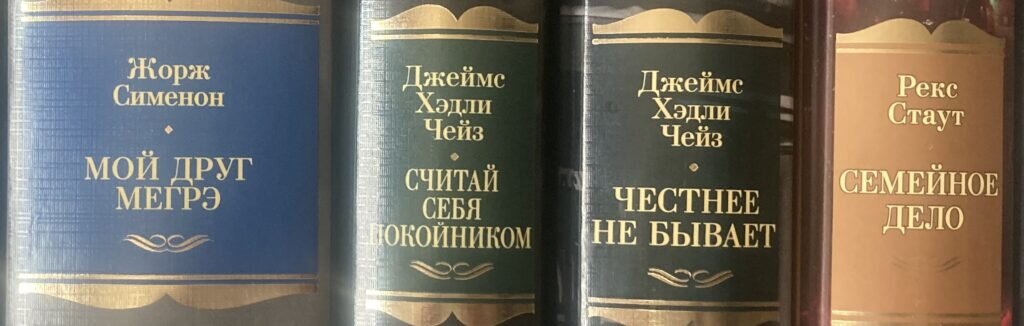 Жорж
Сименон
МОЙ ДРУГ
МЕГРЭ
Джеймс
Хэдли
Чейз
СЧИТАЙ
СЕБЯ
ПОКОЙНИКОМ
Джеймс
Хэдли
Чейз
ЧЕСТНЕЕ
НЕ БЫВАЕТ
Рекс
Стаут
СЕМЕЙНОЕ
ДЕЛО